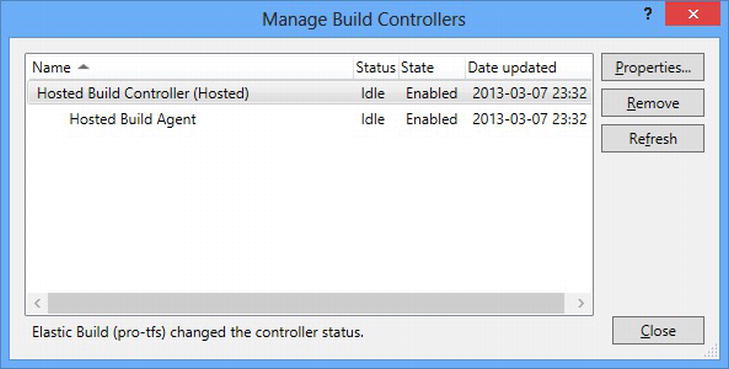 Manage Build Controllers
?
Name Status State Date updated
Hosted Build Controller (Hosted) Idle Enabled 2013-03-07 23:32
Hosted Build Agent Idle Enabled 2013-03-07 23:32
Properties...
Remove
Refresh
Elastic Build (pro-tfs) changed the controller status.
Close